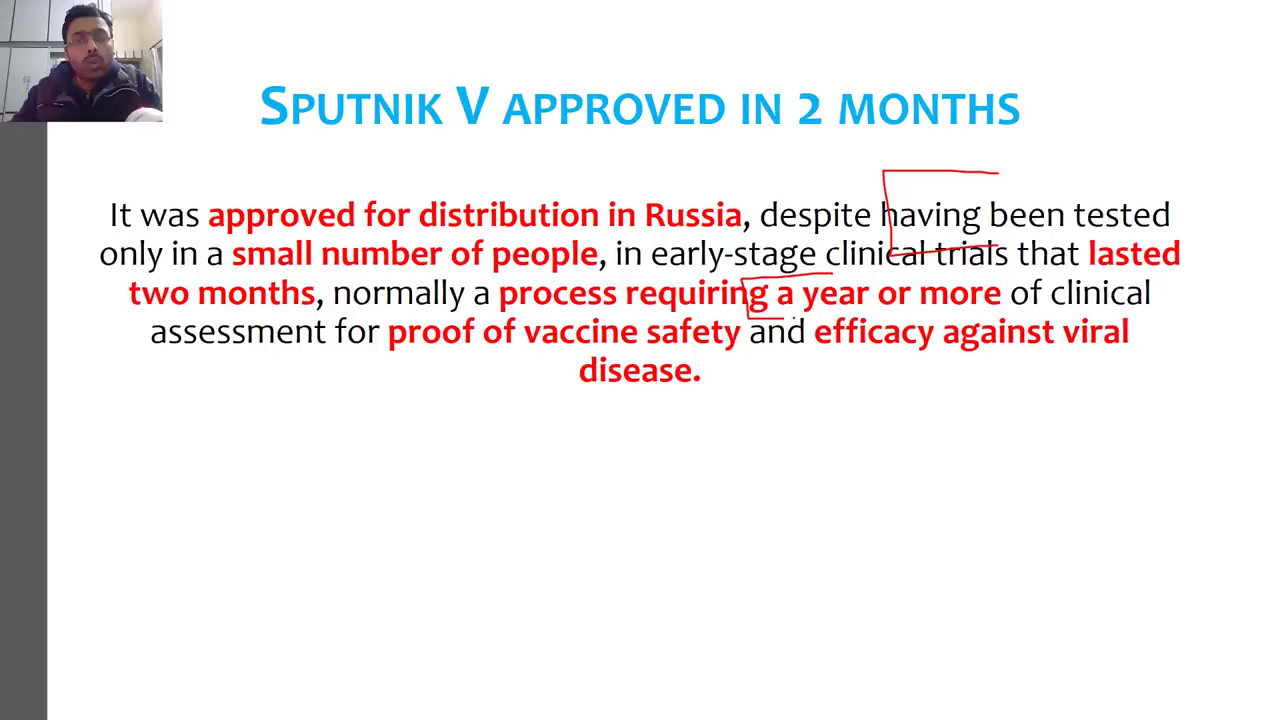 SPUTNIK V APPROVED IN 2 MONTHS
It was approved for distribution in Russia, despite having been tested
only in a small number of people, in early-stage clinical trials that lasted
two months, normally a process requiring a year or more of clinical
assessment for proof of vaccine safety and efficacy against viral
disease.